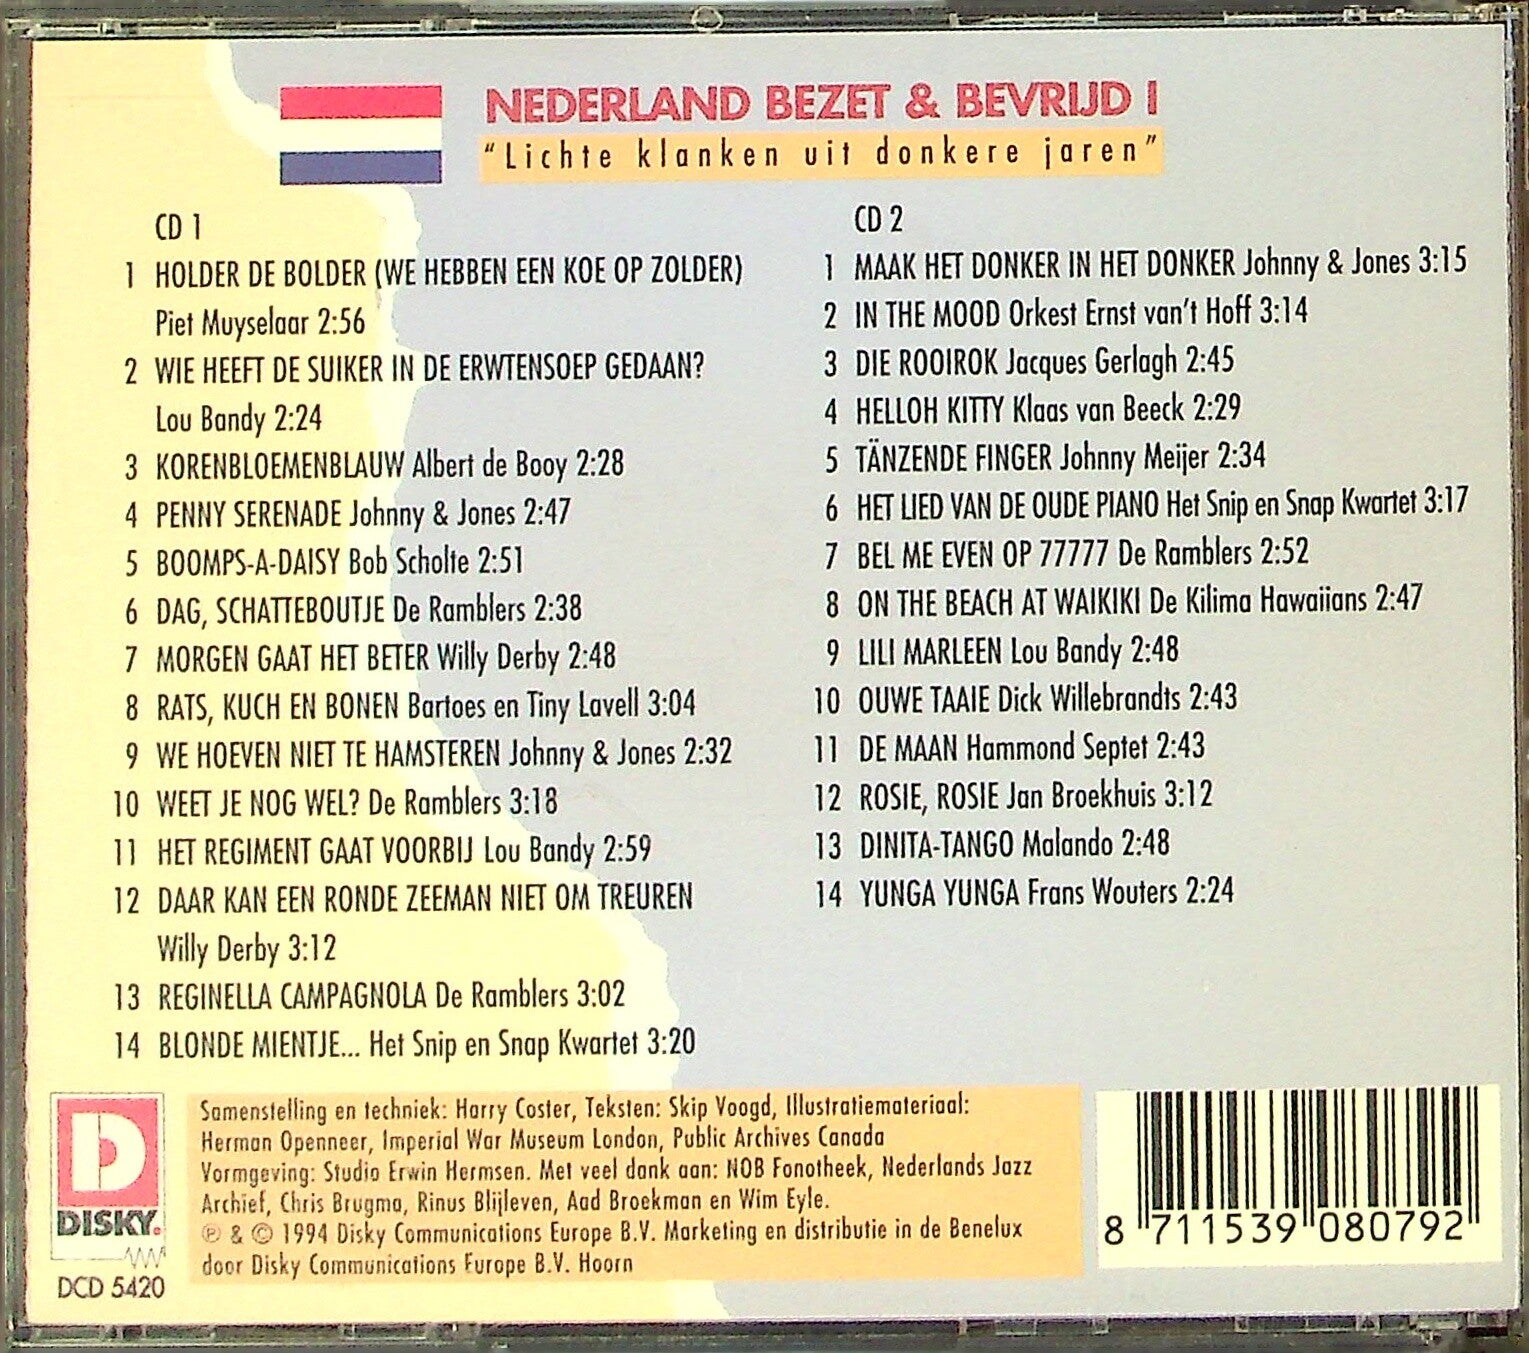 NEDERLAND BEZET & BEVRIJD I
"Lichte klanken uit donkere jaren"
CD 1
1 HOLDER DE BOLDER (WE HEBBEN EEN KOE OP ZOLDER)
Piet Muyselaar 2:56
2 WIE HEEFT DE SUIKER IN DE ERWTENSOEP GEDAAN?
Lou Bandy 2:24
3 KORENBLOEMENBLAUW Albert de Booy 2:28
4 PENNY SERENADE Johnny & Jones 2:47
5 BOOMPS-A-DAISY Bob Scholte 2:51
6 DAG, SCHATTEBOUTJE De Ramblers 2:38
7 MORGEN GAAT HET BETER Willy Derby 2:48
8 RATS, KUCH EN BONEN Bartoes en Tiny Lavell 3:04
9 WE HOEVEN NIET TE HAMSTEREN Johnny & Jones 2:32
10 WEET JE NOG WEL? De Ramblers 3:18
11 HET REGIMENT GAAT VOORBIJ Lou Bandy 2:59
12 DAAR KAN EEN RONDE ZEEMAN NIET OM TREUREN
Willy Derby 3:12
13 REGINELLA CAMPAGNOLA De Ramblers 3:02
14 BLONDE MIENTJE... Het Snip en Snap Kwartet 3:20
CD 2
1 MAAK HET DONKER IN HET DONKER Johnny & Jones 3:15
2 IN THE MOOD Orkest Ernst van't Hoff 3:14
3 DIE ROOIROK Jacques Gerlagh 2:45
4 HELLOH KITTY Klaas van Beeck 2:29
5 TÄNZENDE FINGER Johnny Meijer 2:34
6 HET LIED VAN DE OUDE PIANO Het Snip en Snap Kwartet 3:17
7 BEL ME EVEN OP 77777 De Ramblers 2:52
8 ON THE BEACH AT WAIKIKI De Kilima Hawaiians 2:47
9 LILI MARLEEN Lou Bandy 2:48
10 OUWE TAAIE Dick Willebrandts 2:43
11 DE MAAN Hammond Septet 2:43
12 ROSIE, ROSIE Jan Broekhuis 3:12
13 DINITA-TANGO Malando 2:48
14 YUNGA YUNGA Frans Wouters 2:24
D
DISKY.
DCD 5420
Samenstelling en techniek: Harry Coster, Teksten: Skip Voogd, Illustratiemateriaal:
Herman Openneer, Imperial War Museum London, Public Archives Canada
Vormgeving: Studio Erwin Hermsen. Met veel dank aan: NOB Fonotheek, Nederlands Jazz
Archief, Chris Brugma, Rinus Blijleven, Aad Broekman en Wim Eyle.
℗ & © 1994 Disky Communications Europe B.V. Marketing en distributie in de Benelux
door Disky Communications Europe B.V. Hoorn
8 711539 080792